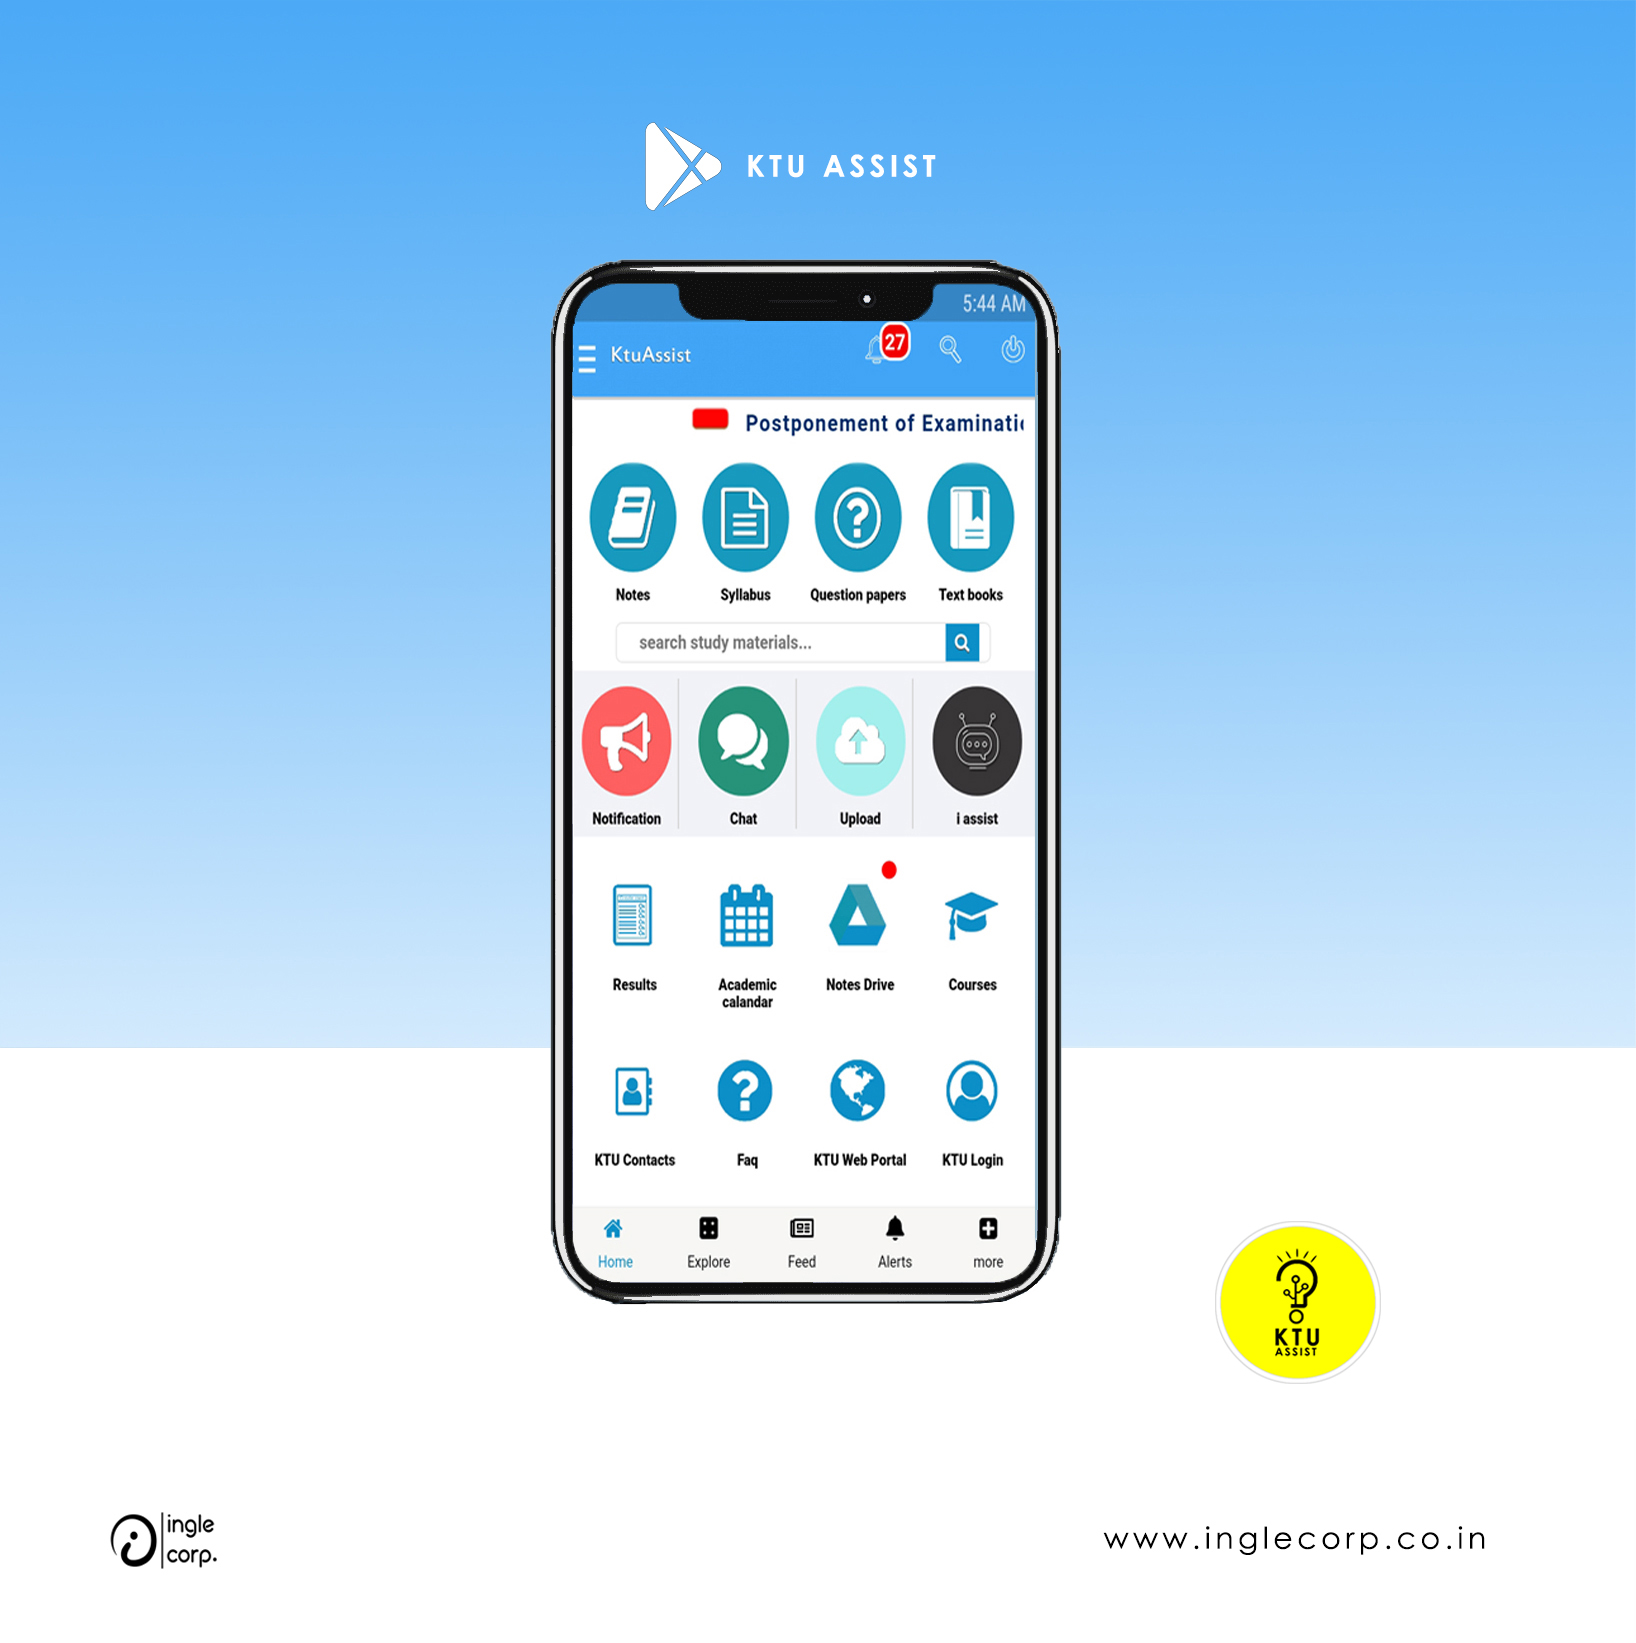 KTU ASSIST
5:44 AM
KtuAssist
27
Postponement of Examinatio
Notes
Syllabus
Question papers
Text books
search study materials...
Notification
Chat
Upload
i assist
Results
Academic
calandar
Notes Drive
Courses
KTU Contacts
Faq
KTU Web Portal
KTU Login
Home
Explore
Feed
Alerts
more
KTU
ASSIST
ingle
corp.
www.inglecorp.co.in